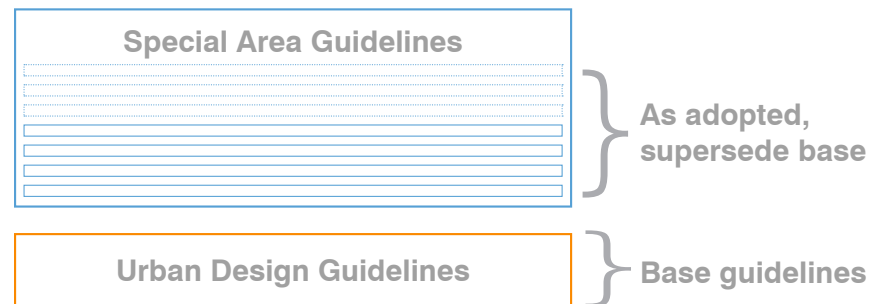 Special Area Guidelines
As adopted,
supersede base
Urban Design Guidelines
Base guidelines